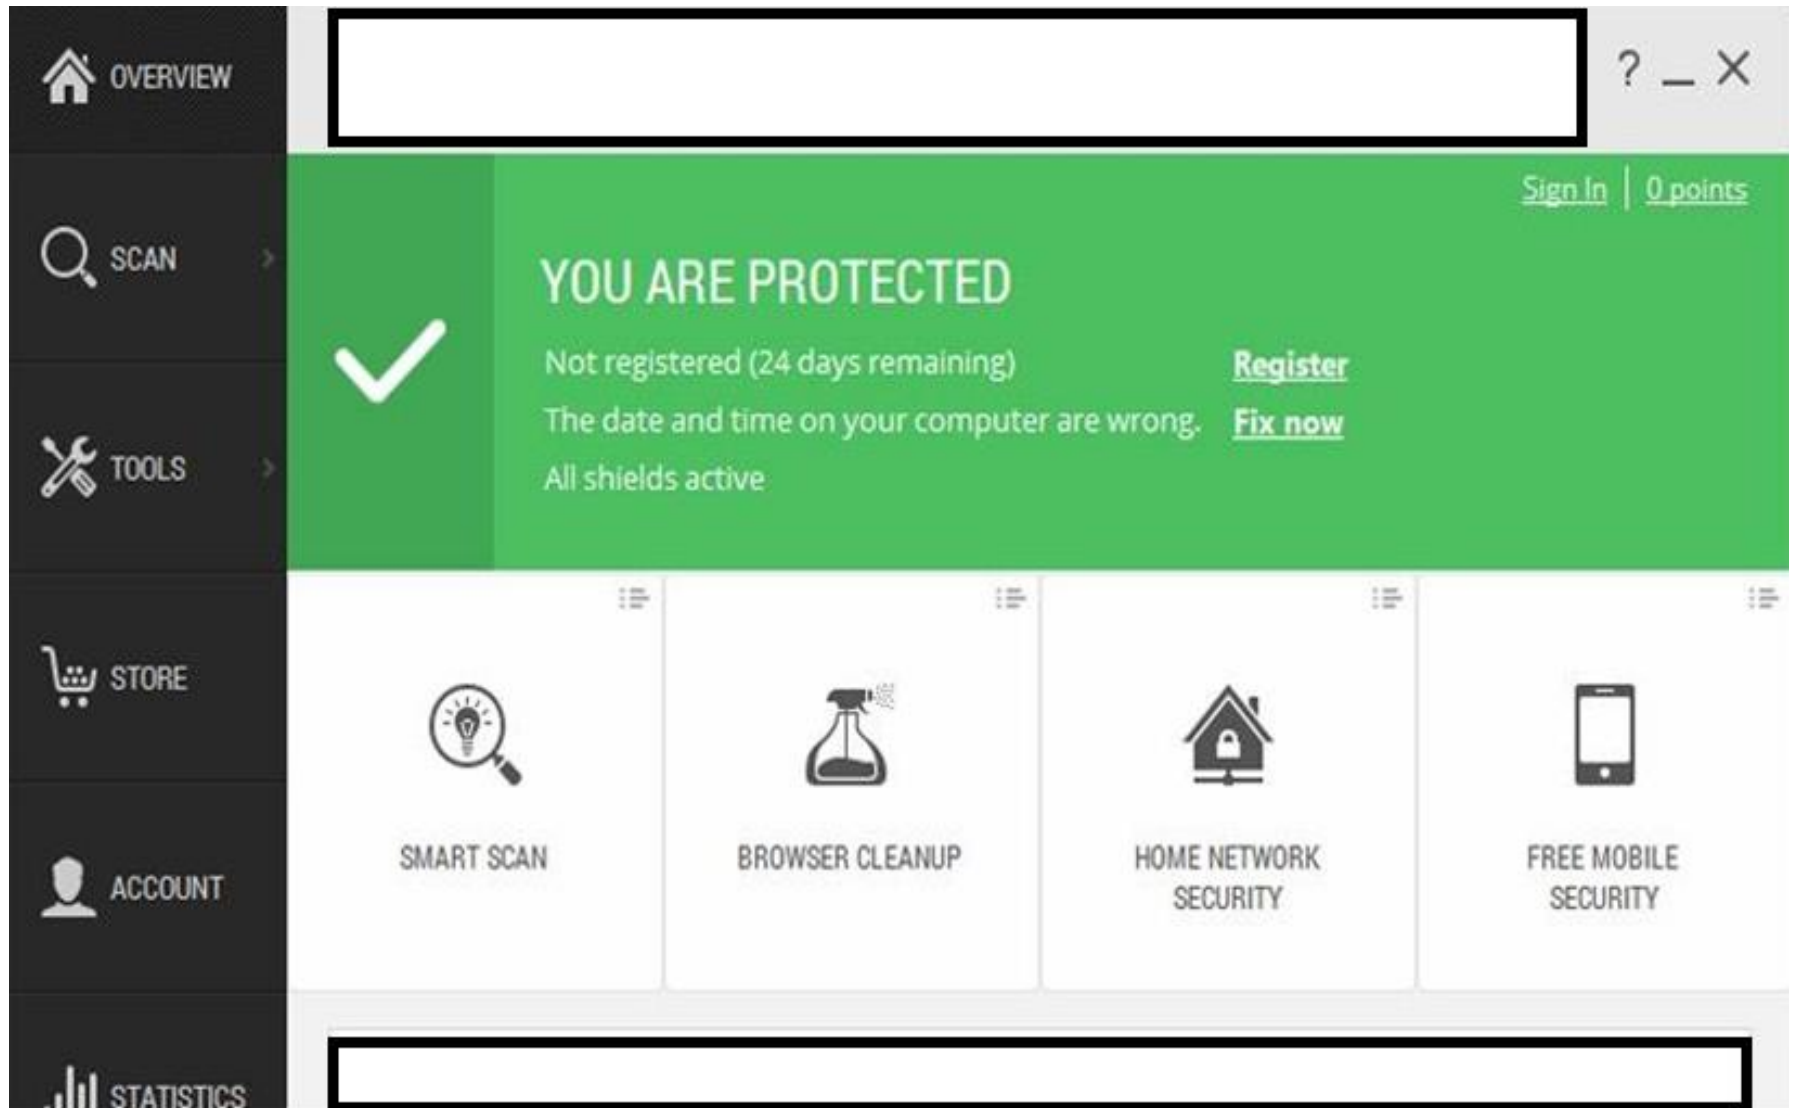 OVERVIEW
? _ X
Sign In | 0 points
SCAN
YOU ARE PROTECTED
Not registered (24 days remaining) Register
The date and time on your computer are wrong. Fix now
All shields active
TOOLS
STORE
SMART SCAN
BROWSER CLEANUP
HOME NETWORK
SECURITY
FREE MOBILE
SECURITY
ACCOUNT
STATISTICS